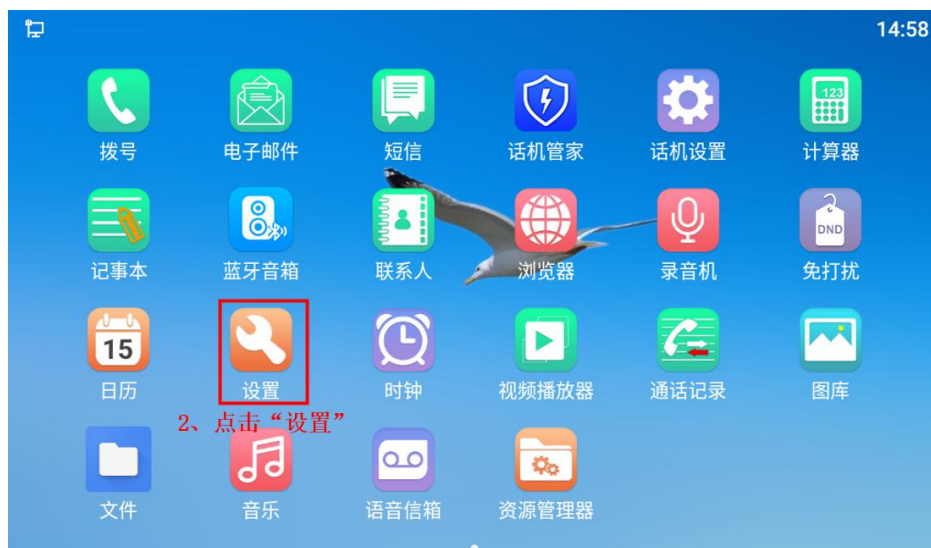 14:58
拨号 电子邮件 短信 话机管家 话机设置 计算器
123
记事本 蓝牙音箱 联系人 浏览器 录音机 免打扰
DND
15
日历 设置 时钟 视频播放器 通话记录 图库
2、点击“设置”
文件 音乐 语音信箱 资源管理器